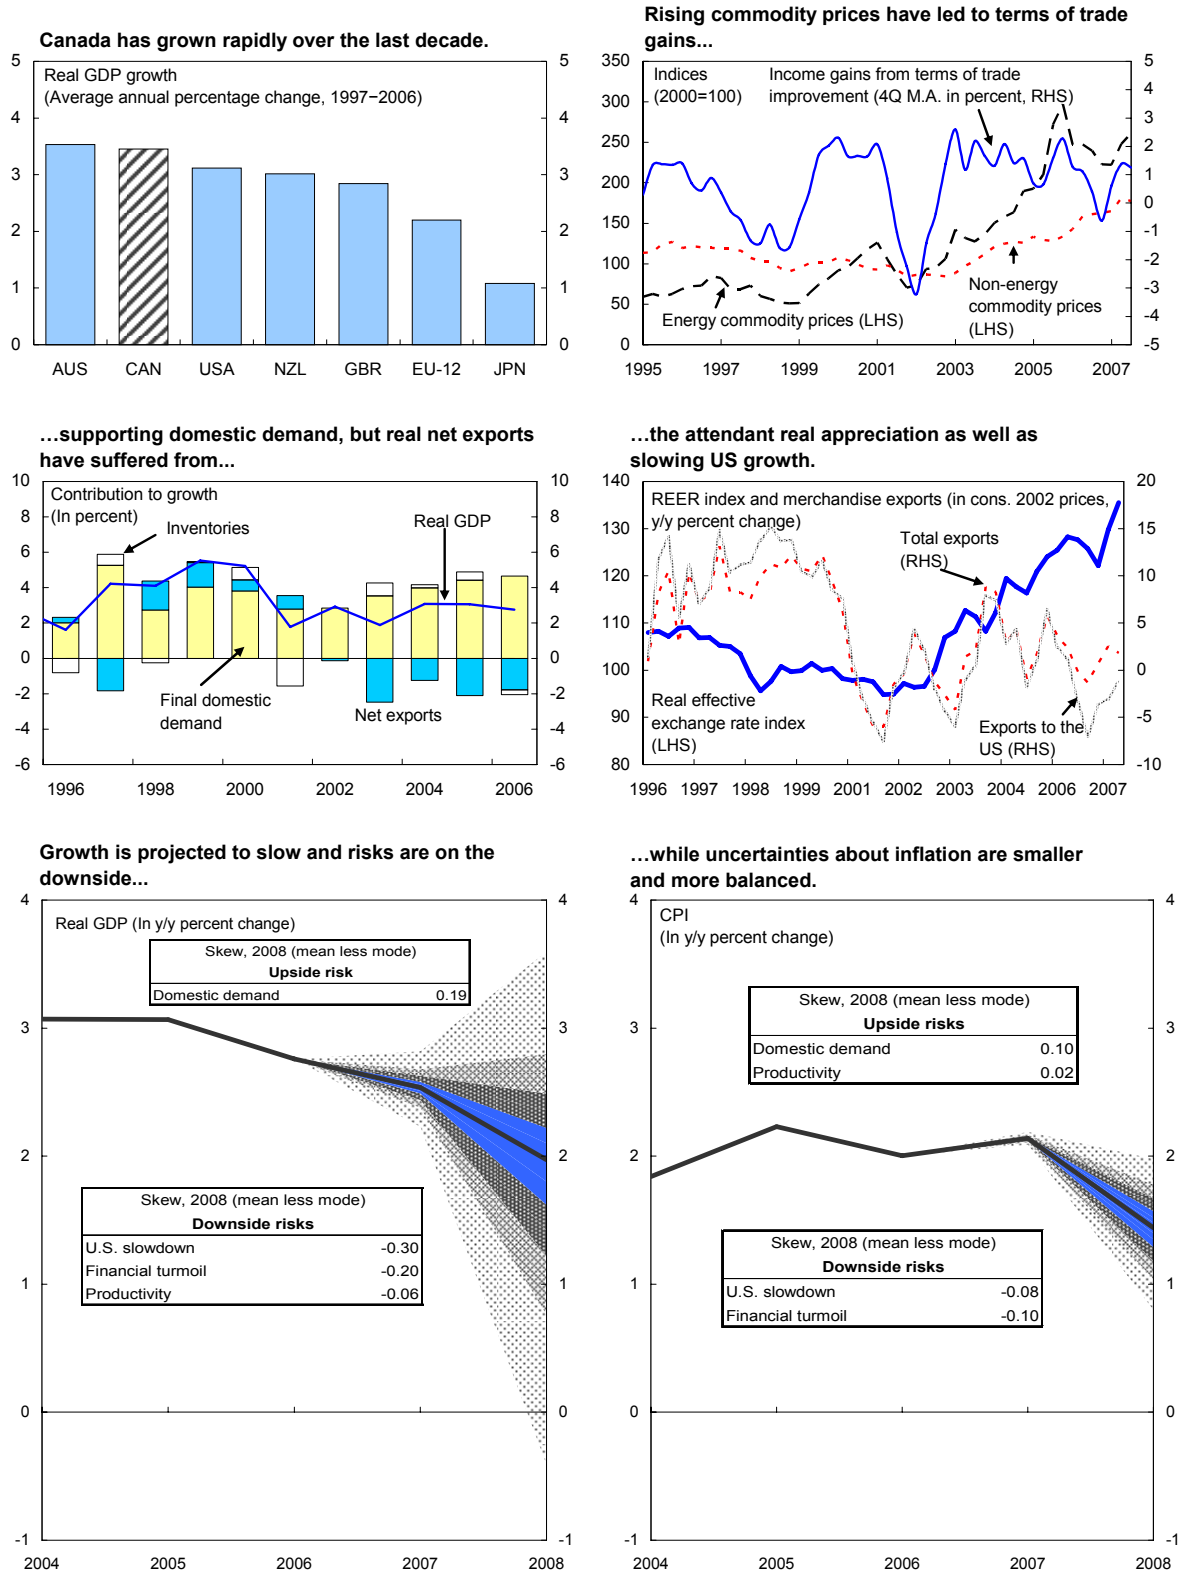 Canada has grown rapidly over the last decade.
5
4
3
2
1
0
Real GDP growth
(Average annual percentage change, 1997−2006)
5
4
3
2
1
0
AUS CAN USA NZL GBR EU-12 JPN
Rising commodity prices have led to terms of trade
gains...
350
300
250
200
150
100
50
0
Indices
(2000=100)
Income gains from terms of trade
improvement (4Q M.A. in percent, RHS)
Non-energy
commodity prices
(LHS)
Energy commodity prices (LHS)
5
4
3
2
1
0
-1
-2
-3
-4
-5
1995 1997 1999 2001 2003 2005 2007
…supporting domestic demand, but real net exports
have suffered from...
10
8
6
4
2
0
-2
-4
-6
Contribution to growth
(In percent)
Inventories
Real GDP
Final domestic
demand
Net exports
10
8
6
4
2
0
-2
-4
-6
1996 1998 2000 2002 2004 2006
…the attendant real appreciation as well as
slowing US growth.
140
130
120
110
100
90
80
REER index and merchandise exports (in cons. 2002 prices,
y/y percent change)
Total exports
(RHS)
Real effective
exchange rate index
(LHS)
Exports to the
US (RHS)
20
15
10
5
0
-5
-10
1996 1997 1998 1999 2001 2002 2003 2004 2006 2007
Growth is projected to slow and risks are on the
downside...
4
3
2
1
0
-1
Real GDP (In y/y percent change)
Skew, 2008 (mean less mode)
Upside risk
Domestic demand 0.19
Skew, 2008 (mean less mode)
Downside risks
U.S. slowdown -0.30
Financial turmoil -0.20
Productivity -0.06
4
3
2
1
0
-1
2004 2005 2006 2007 2008
…while uncertainties about inflation are smaller
and more balanced.
4
3
2
1
0
-1
CPI
(In y/y percent change)
Skew, 2008 (mean less mode)
Upside risks
Domestic demand 0.10
Productivity 0.02
Skew, 2008 (mean less mode)
Downside risks
U.S. slowdown -0.08
Financial turmoil -0.10
4
3
2
1
0
-1
2004 2005 2006 2007 2008